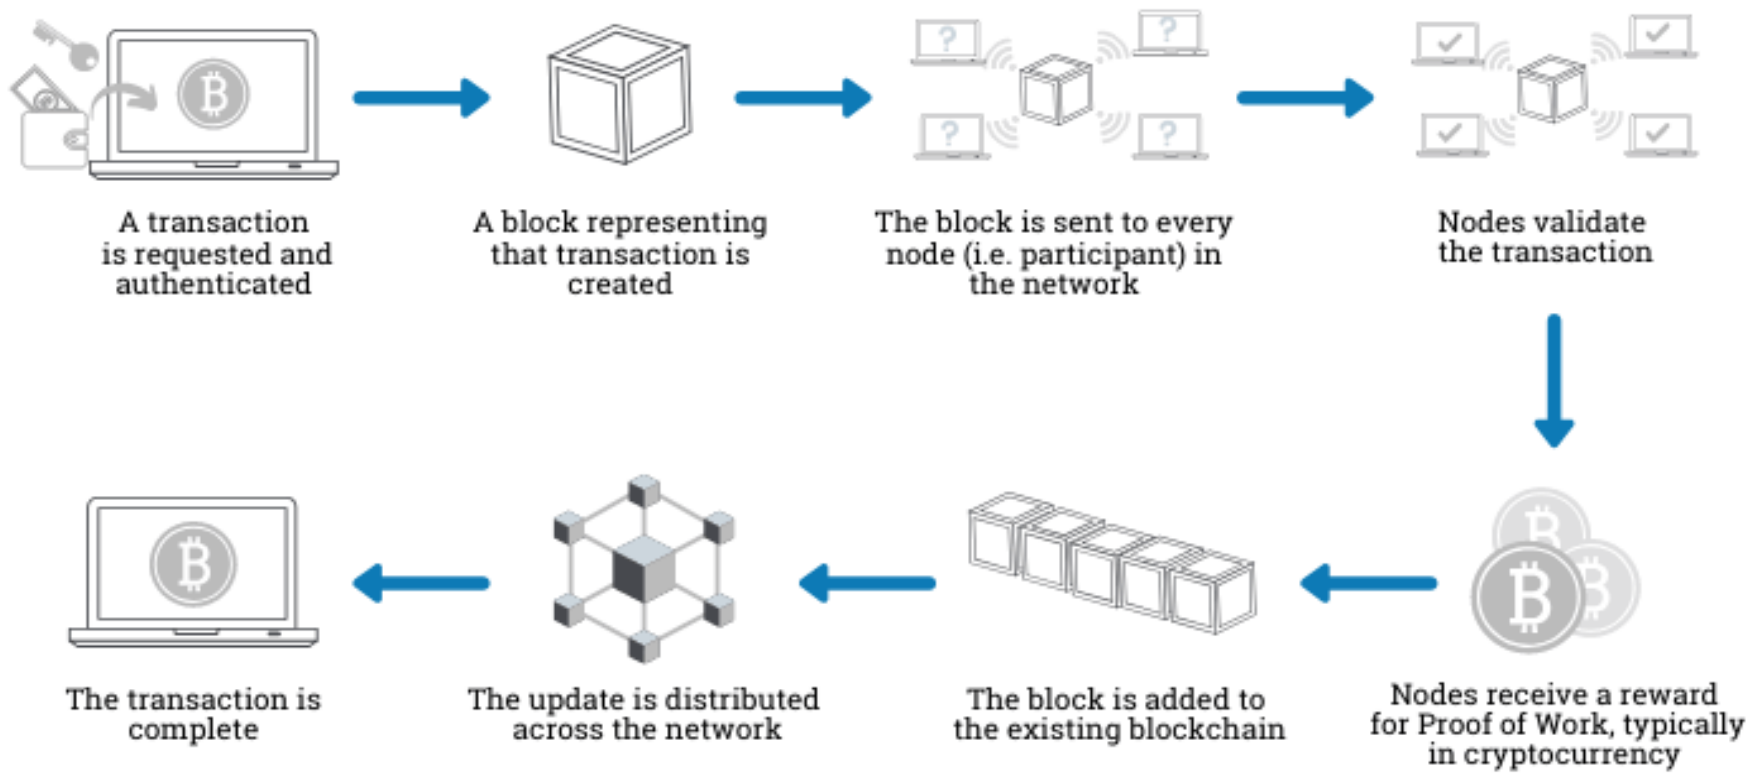 A transaction
is requested and
authenticated
A block representing
that transaction is
created
The block is sent to every
node (i.e. participant) in
the network
Nodes validate
the transaction
Nodes receive a reward
for Proof of Work, typically
in cryptocurrency
The block is added to
the existing blockchain
The update is distributed
across the network
The transaction is
complete